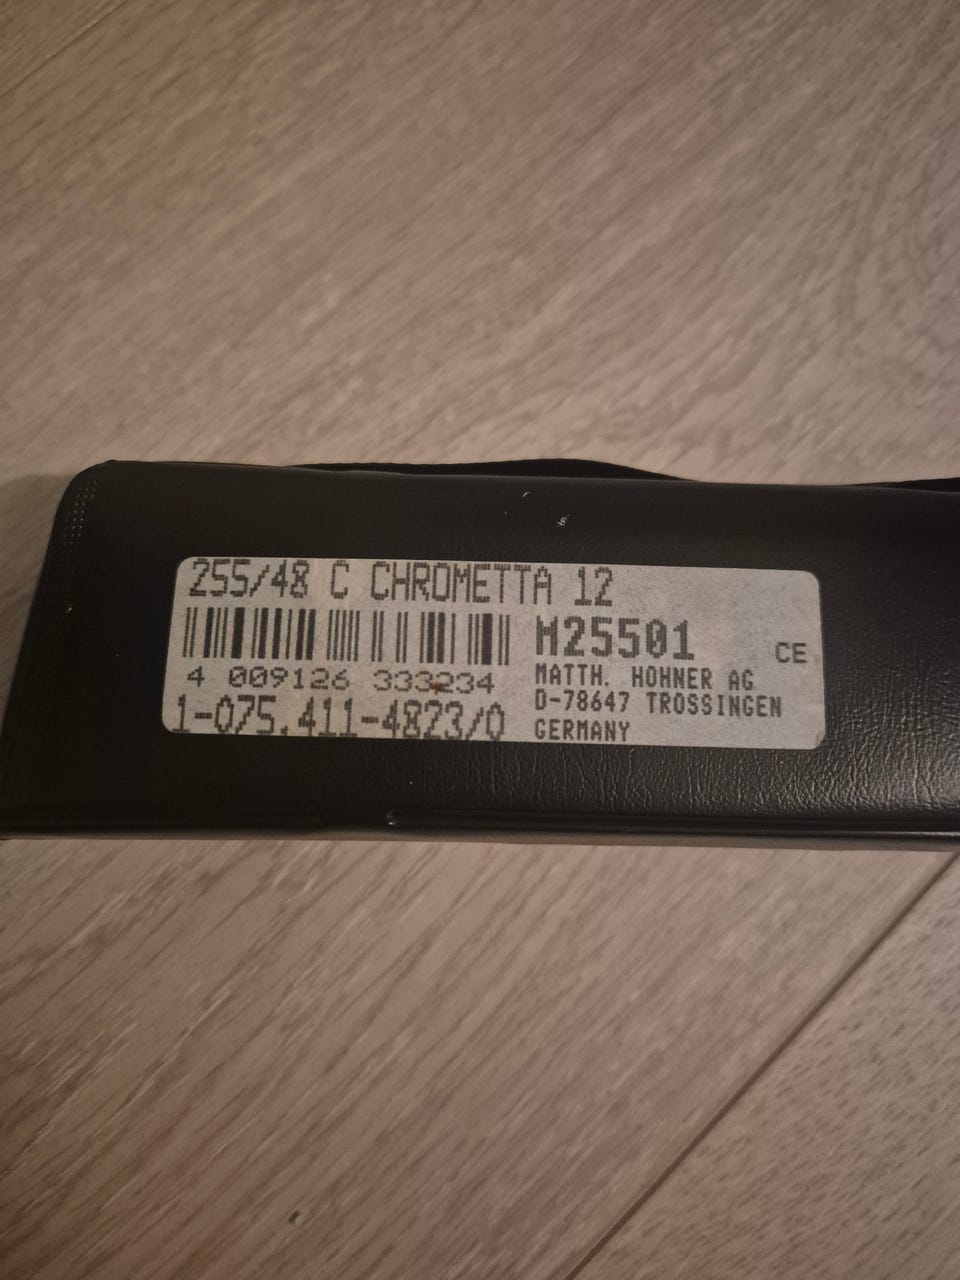 255/48 C CHROMETTA 12
M25501
CE
4 009126 333234
MATTH. HOHNER AG
D-78647 TROSSINGEN
1-075.411-4823/0
GERMANY